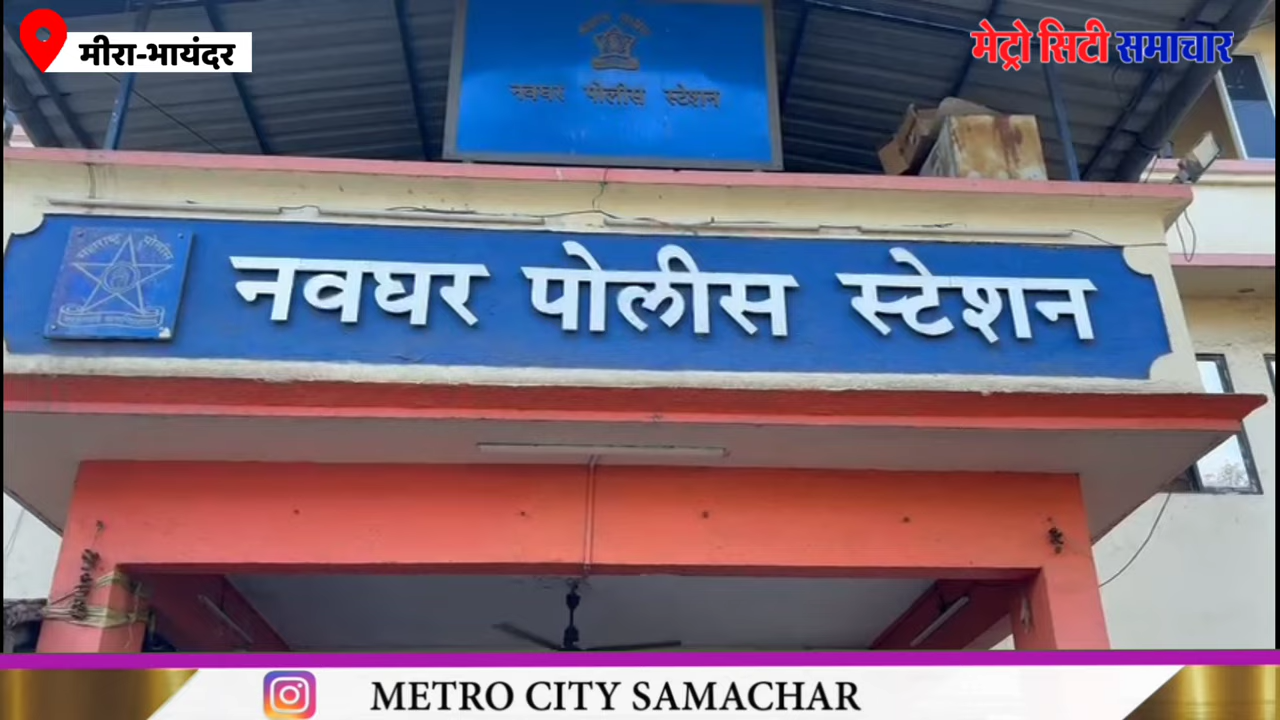 मीरा-भायंदर
मेट्रो सिटी समाचार
नवघर पोलीस स्टेशन
नवघर पोलीस स्टेशन
METRO CITY SAMACHAR